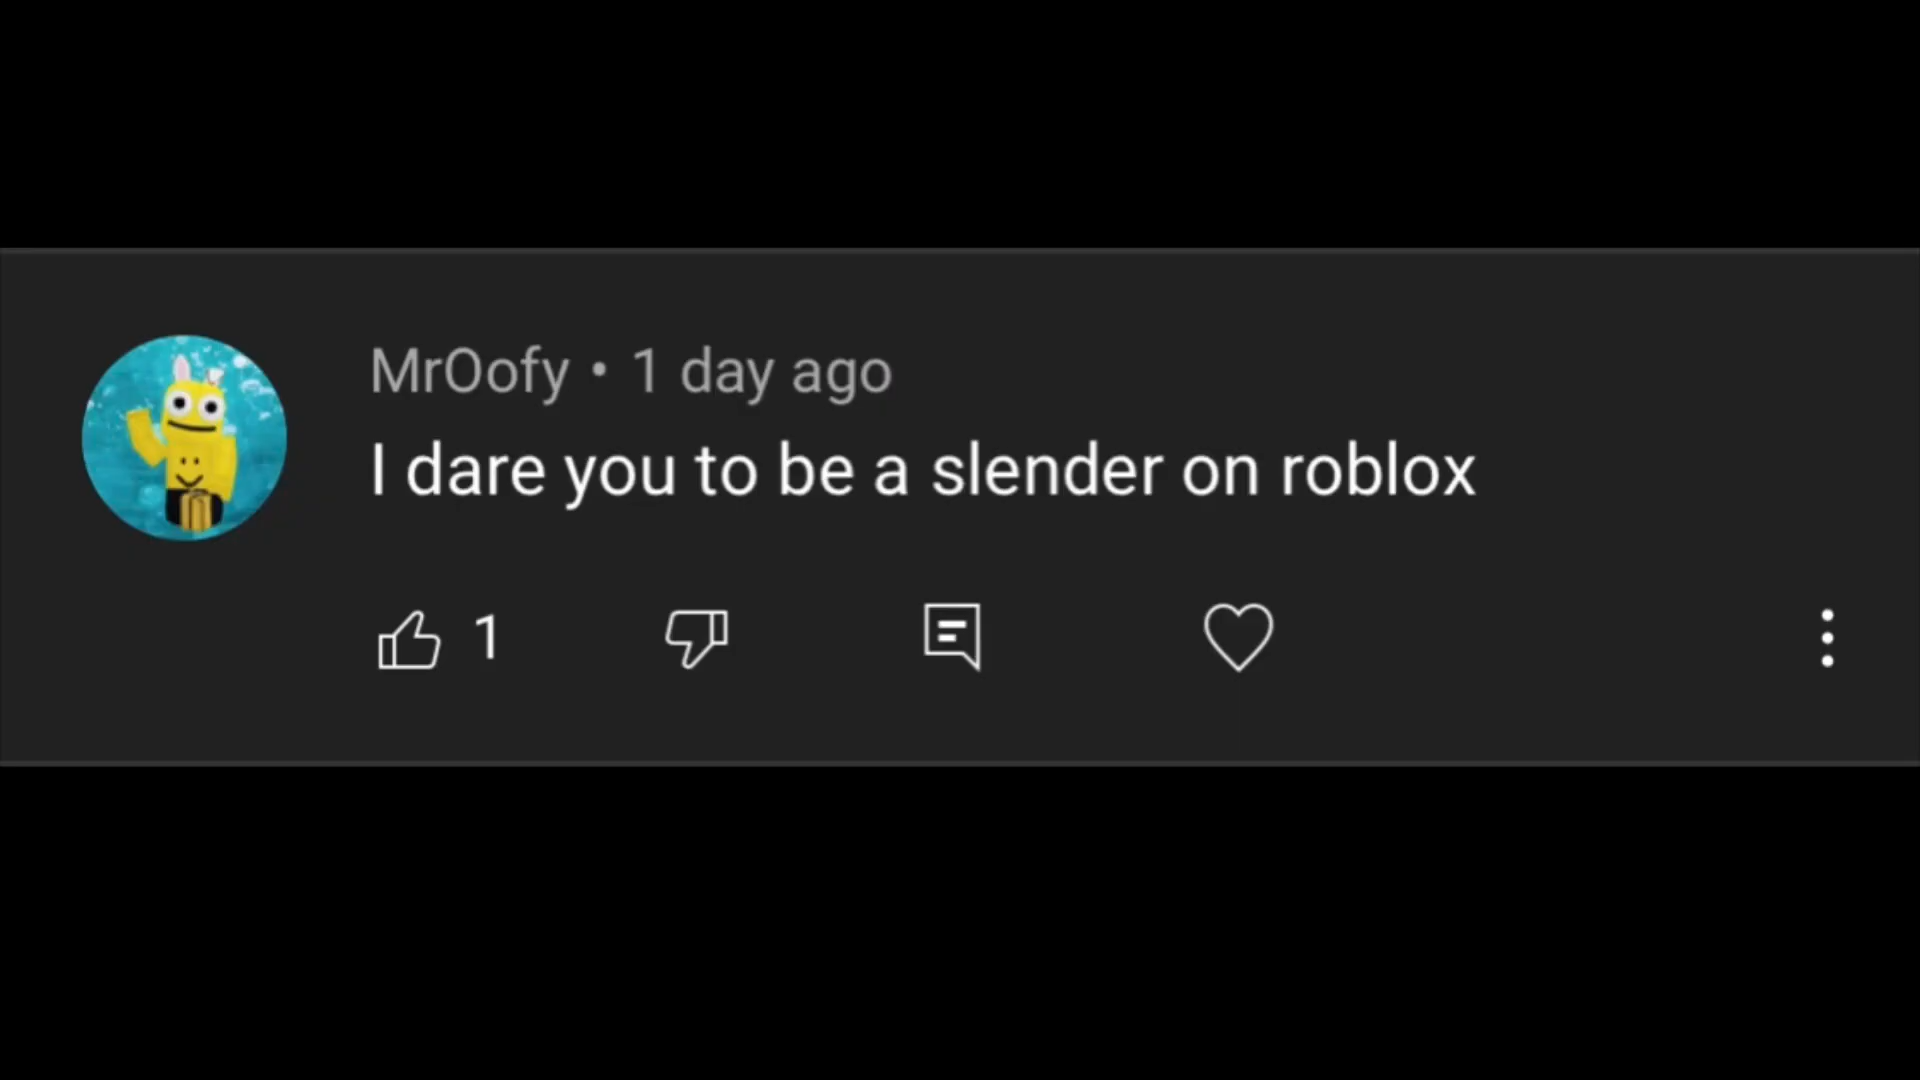 MrOofy • 1 day ago
I dare you to be a slender on roblox
1